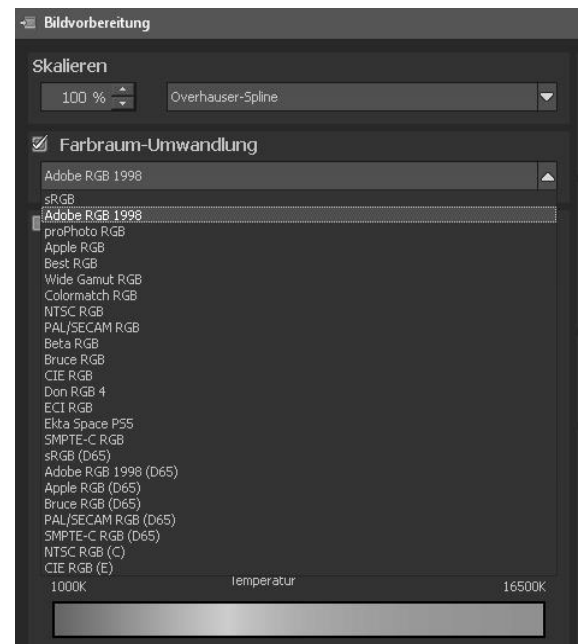 Bildvorbereitung
Skalieren
100 % Overhauser-Spline
Farbraum-Umwandlung
Adobe RGB 1998
sRGB
Adobe RGB 1998
proPhoto RGB
Apple RGB
Best RGB
Wide Gamut RGB
Colormatch RGB
NTSC RGB
PAL/SECAM RGB
Beta RGB
Bruce RGB
CIE RGB
Don RGB 4
ECI RGB
Ekta Space PS5
SMPTE-C RGB
sRGB (D65)
Adobe RGB 1998 (D65)
Apple RGB (D65)
Bruce RGB (D65)
PAL/SECAM RGB (D65)
SMPTE-C RGB (D65)
NTSC RGB (C)
CIE RGB (E)
1000K Temperatur 16500K